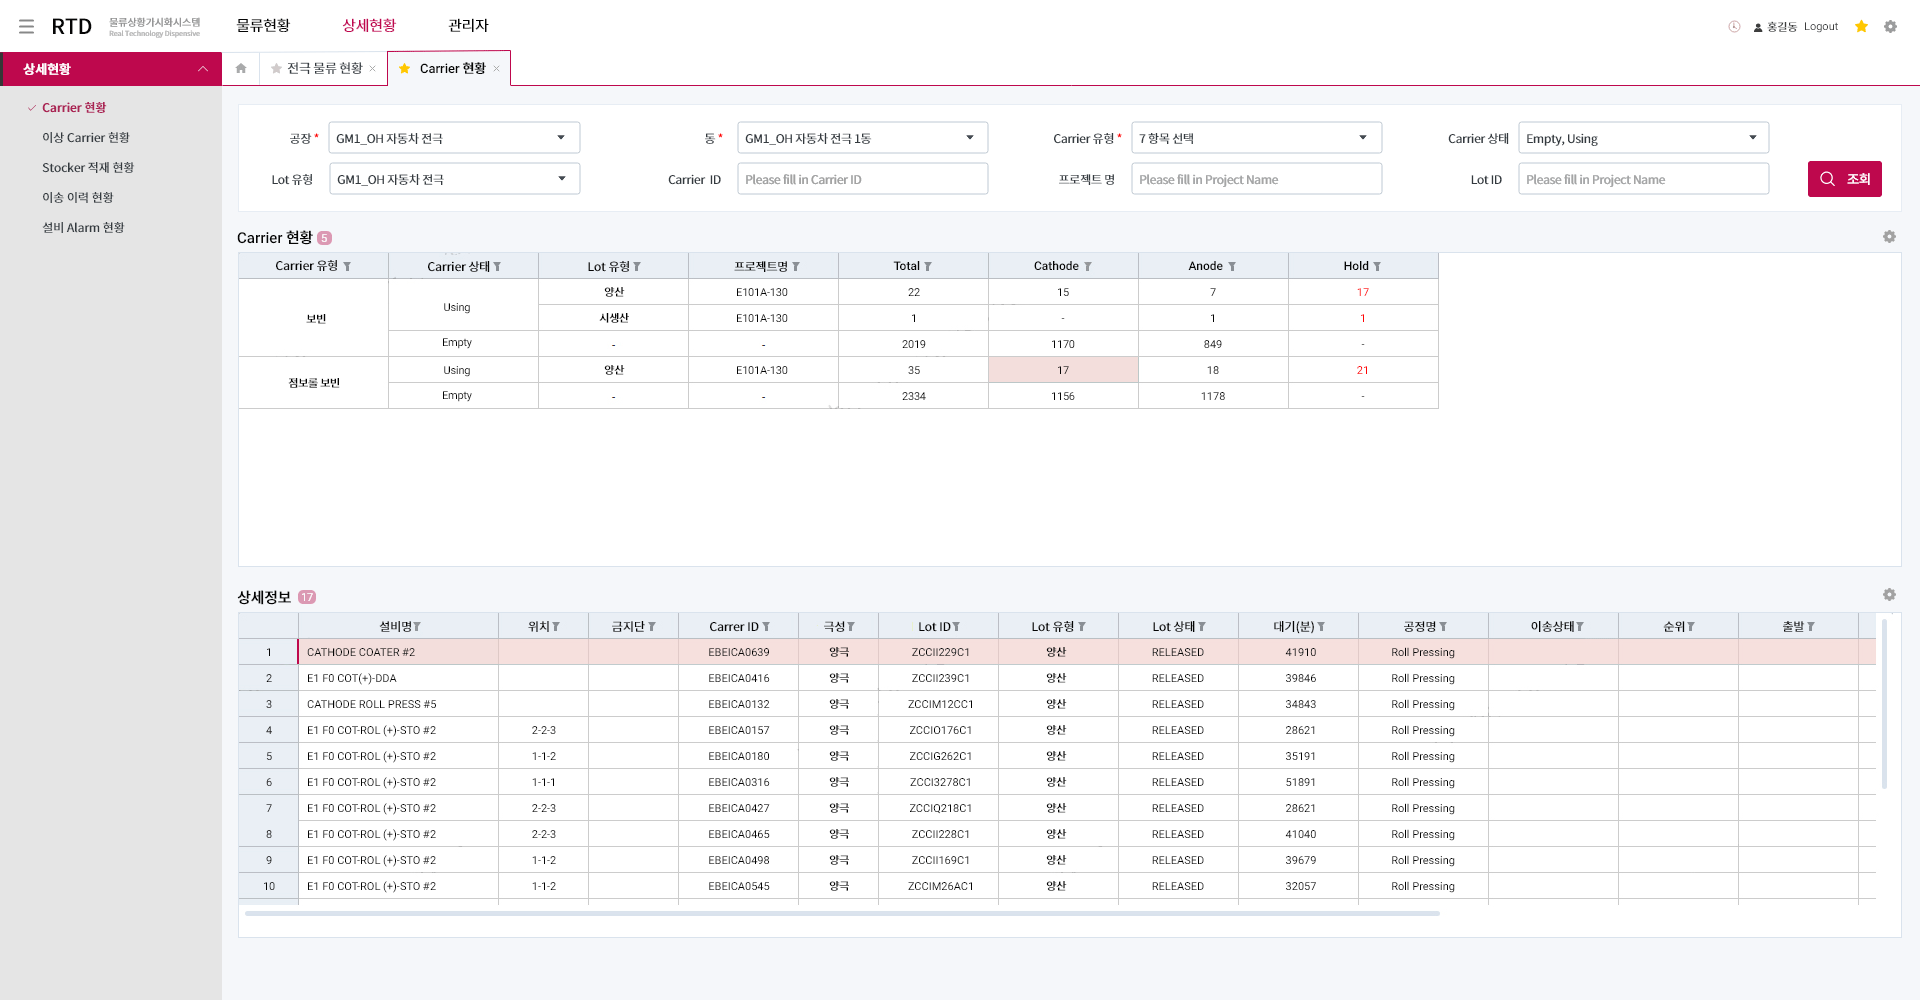 RTD 물류상황가시화시스템 물류현황 상세현황 관리자 홍길동 Logout
Real Technology Dispensive
상세현황 전극 물류 현황 × Carrier 현황 ×
Carrier 현황
이상 Carrier 현황
Stocker 적재 현황
이송 이력 현황
설비 Alarm 현황
공장 * GM1_OH 자동차 전극 동 * GM1_OH 자동차 전극 1동 Carrier 유형 * 7 항목 선택 Carrier 상태 Empty, Using
Lot 유형 GM1_OH 자동차 전극 Carrier ID Please fill in Carrier ID 프로젝트 명 Please fill in Project Name Lot ID Please fill in Project Name 조회
Carrier 현황 5
Carrier 유형 Carrier 상태 Lot 유형 프로젝트명 Total Cathode Anode Hold
보빈 Using 양산 E101A-130 22 15 7 17
시생산 E101A-130 1 - 1 1
Empty - - 2019 1170 849 -
점보롤 보빈 Using 양산 E101A-130 35 17 18 21
Empty - - 2334 1156 1178 -
상세정보 17
설비명 위치 금지단 Carrer ID 극성 Lot ID Lot 유형 Lot 상태 대기(분) 공정명 이송상태 순위 출발
1 CATHODE COATER #2 EBEICA0639 양극 ZCCII229C1 양산 RELEASED 41910 Roll Pressing
2 E1 F0 COT(+)-DDA EBEICA0416 양극 ZCCII239C1 양산 RELEASED 39846 Roll Pressing
3 CATHODE ROLL PRESS #5 EBEICA0132 양극 ZCCIM12CC1 양산 RELEASED 34843 Roll Pressing
4 E1 F0 COT-ROL (+)-STO #2 2-2-3 EBEICA0157 양극 ZCCIO176C1 양산 RELEASED 28621 Roll Pressing
5 E1 F0 COT-ROL (+)-STO #2 1-1-2 EBEICA0180 양극 ZCCIG262C1 양산 RELEASED 35191 Roll Pressing
6 E1 F0 COT-ROL (+)-STO #2 1-1-1 EBEICA0316 양극 ZCCI3278C1 양산 RELEASED 51891 Roll Pressing
7 E1 F0 COT-ROL (+)-STO #2 2-2-3 EBEICA0427 양극 ZCCIQ218C1 양산 RELEASED 28621 Roll Pressing
8 E1 F0 COT-ROL (+)-STO #2 2-2-3 EBEICA0465 양극 ZCCII228C1 양산 RELEASED 41040 Roll Pressing
9 E1 F0 COT-ROL (+)-STO #2 1-1-2 EBEICA0498 양극 ZCCII169C1 양산 RELEASED 39679 Roll Pressing
10 E1 F0 COT-ROL (+)-STO #2 1-1-2 EBEICA0545 양극 ZCCIM26AC1 양산 RELEASED 32057 Roll Pressing